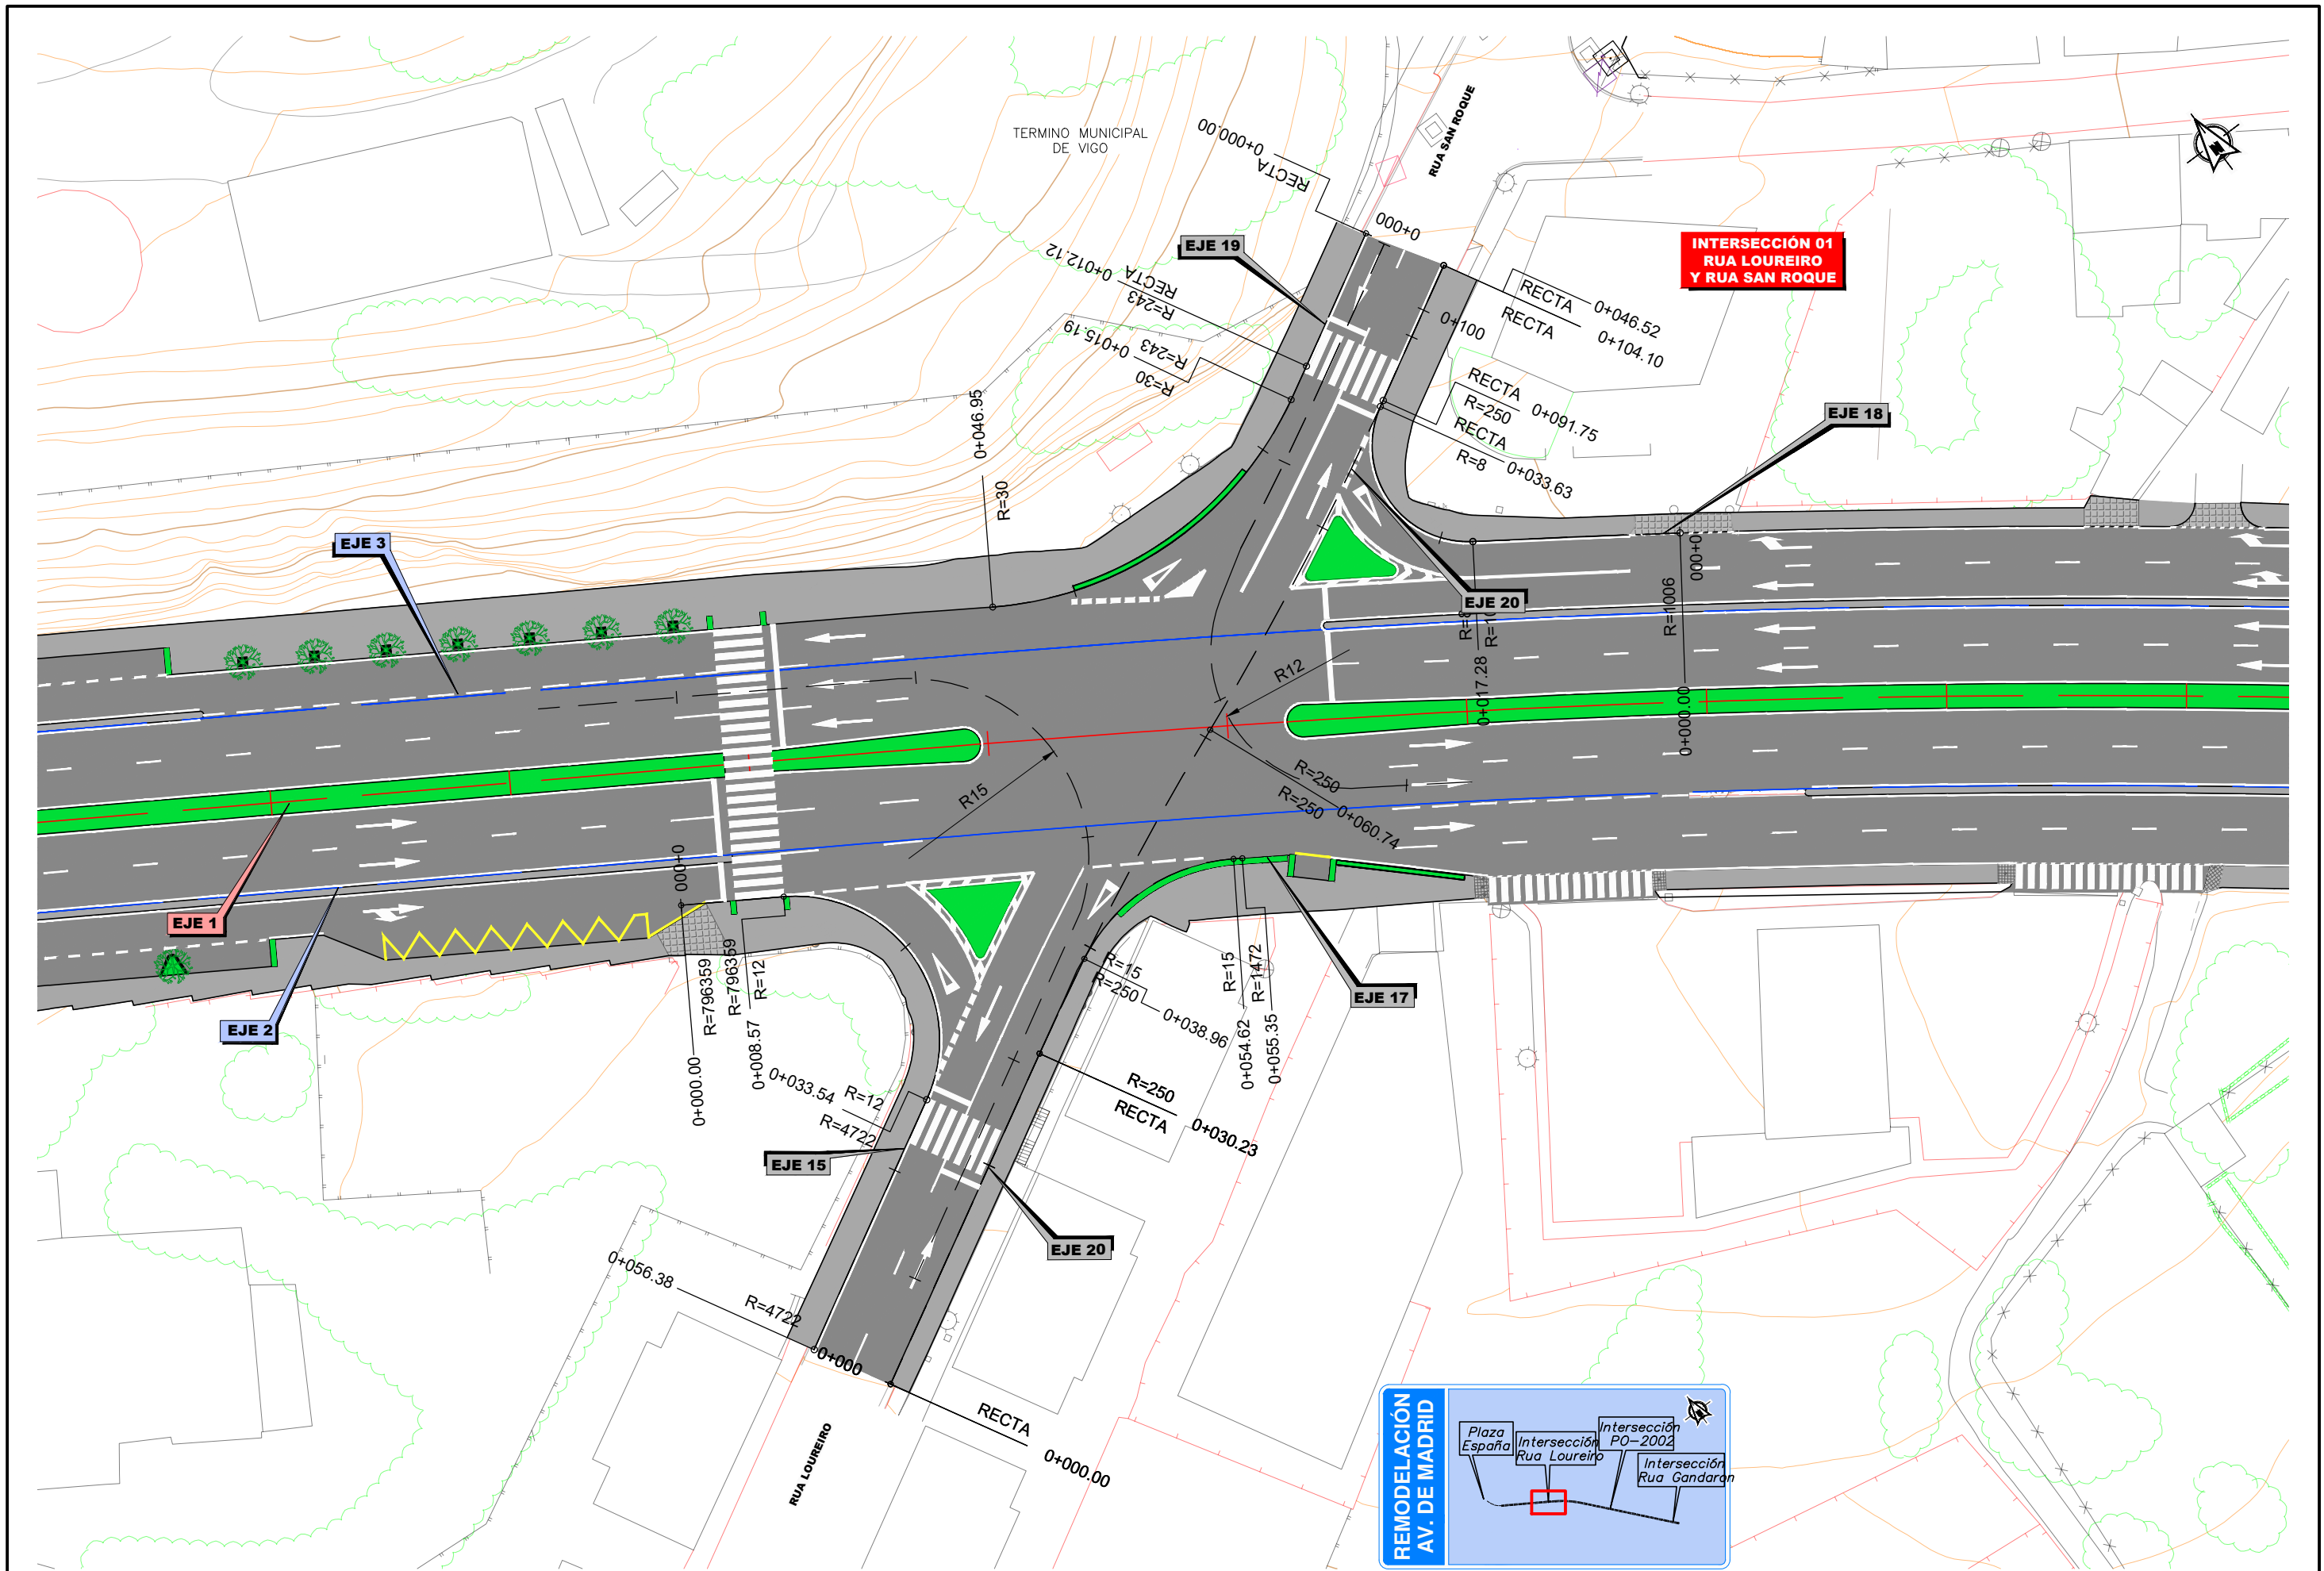 TERMINO MUNICIPAL
DE VIGO
RUA SAN ROQUE
0+000.00
RECTA
0+000
EJE 19
INTERSECCIÓN 01
RUA LOUREIRO
Y RUA SAN ROQUE
0+012.12
RECTA
R=243
0+015.19
R=243
R=30
RECTA
0+046.52
RECTA
0+104.10
0+100
RECTA
R=250
0+091.75
RECTA
R=8
0+033.63
EJE 18
0+046.95
R=30
EJE 3
EJE 20
R=8
0+017.28
R=1006
0+000
0+000.00
R12
R15
R=250
R=250
0+060.74
EJE 1
EJE 2
0+000
R=796359
0+000.00
R=796359
R=12
0+008.57
0+033.54
R=12
R=4722
EJE 15
R=15
R=250
0+038.96
R=15
R=1472
0+054.62
0+055.35
EJE 17
R=250
RECTA
0+030.23
EJE 20
0+056.38
R=4722
0+000
RECTA
0+000.00
RUA LOUREIRO
REMODELACIÓN
AV. DE MADRID
Plaza
España
Intersección
Rua Loureiro
Intersección
PO-2002
Intersección
Rua Gandaron